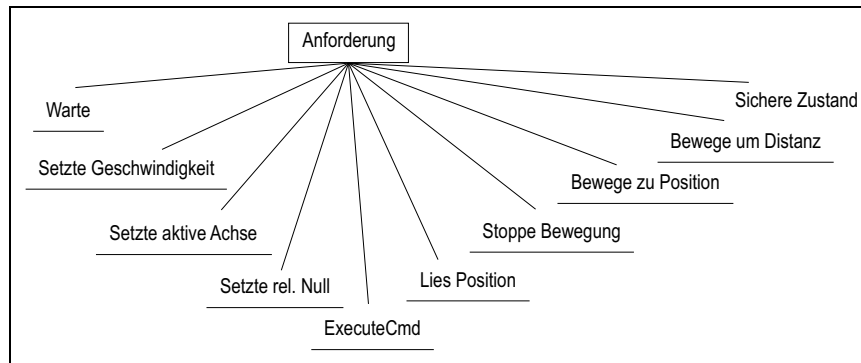 Anforderung
Warte
Setzte Geschwindigkeit
Setzte aktive Achse
Setzte rel. Null
ExecuteCmd
Lies Position
Stoppe Bewegung
Bewege zu Position
Bewege um Distanz
Sichere Zustand